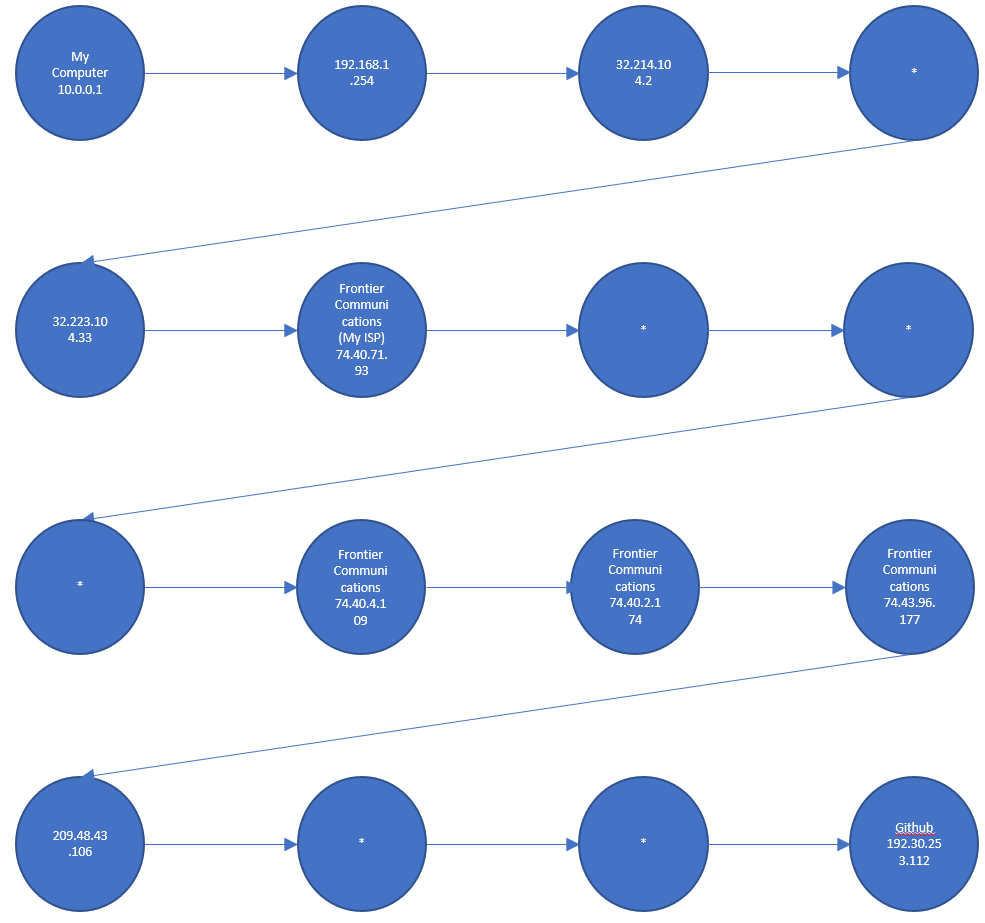 My
Computer
10.0.0.1
192.168.1
.254
32.214.10
4.2
*
32.223.10
4.33
Frontier
Communi
cations
(My ISP)
74.40.71.
93
*
*
*
Frontier
Communi
cations
74.40.4.1
09
Frontier
Communi
cations
74.40.2.1
74
Frontier
Communi
cations
74.43.96.
177
209.48.43
.106
*
*
Github
192.30.25
3.112